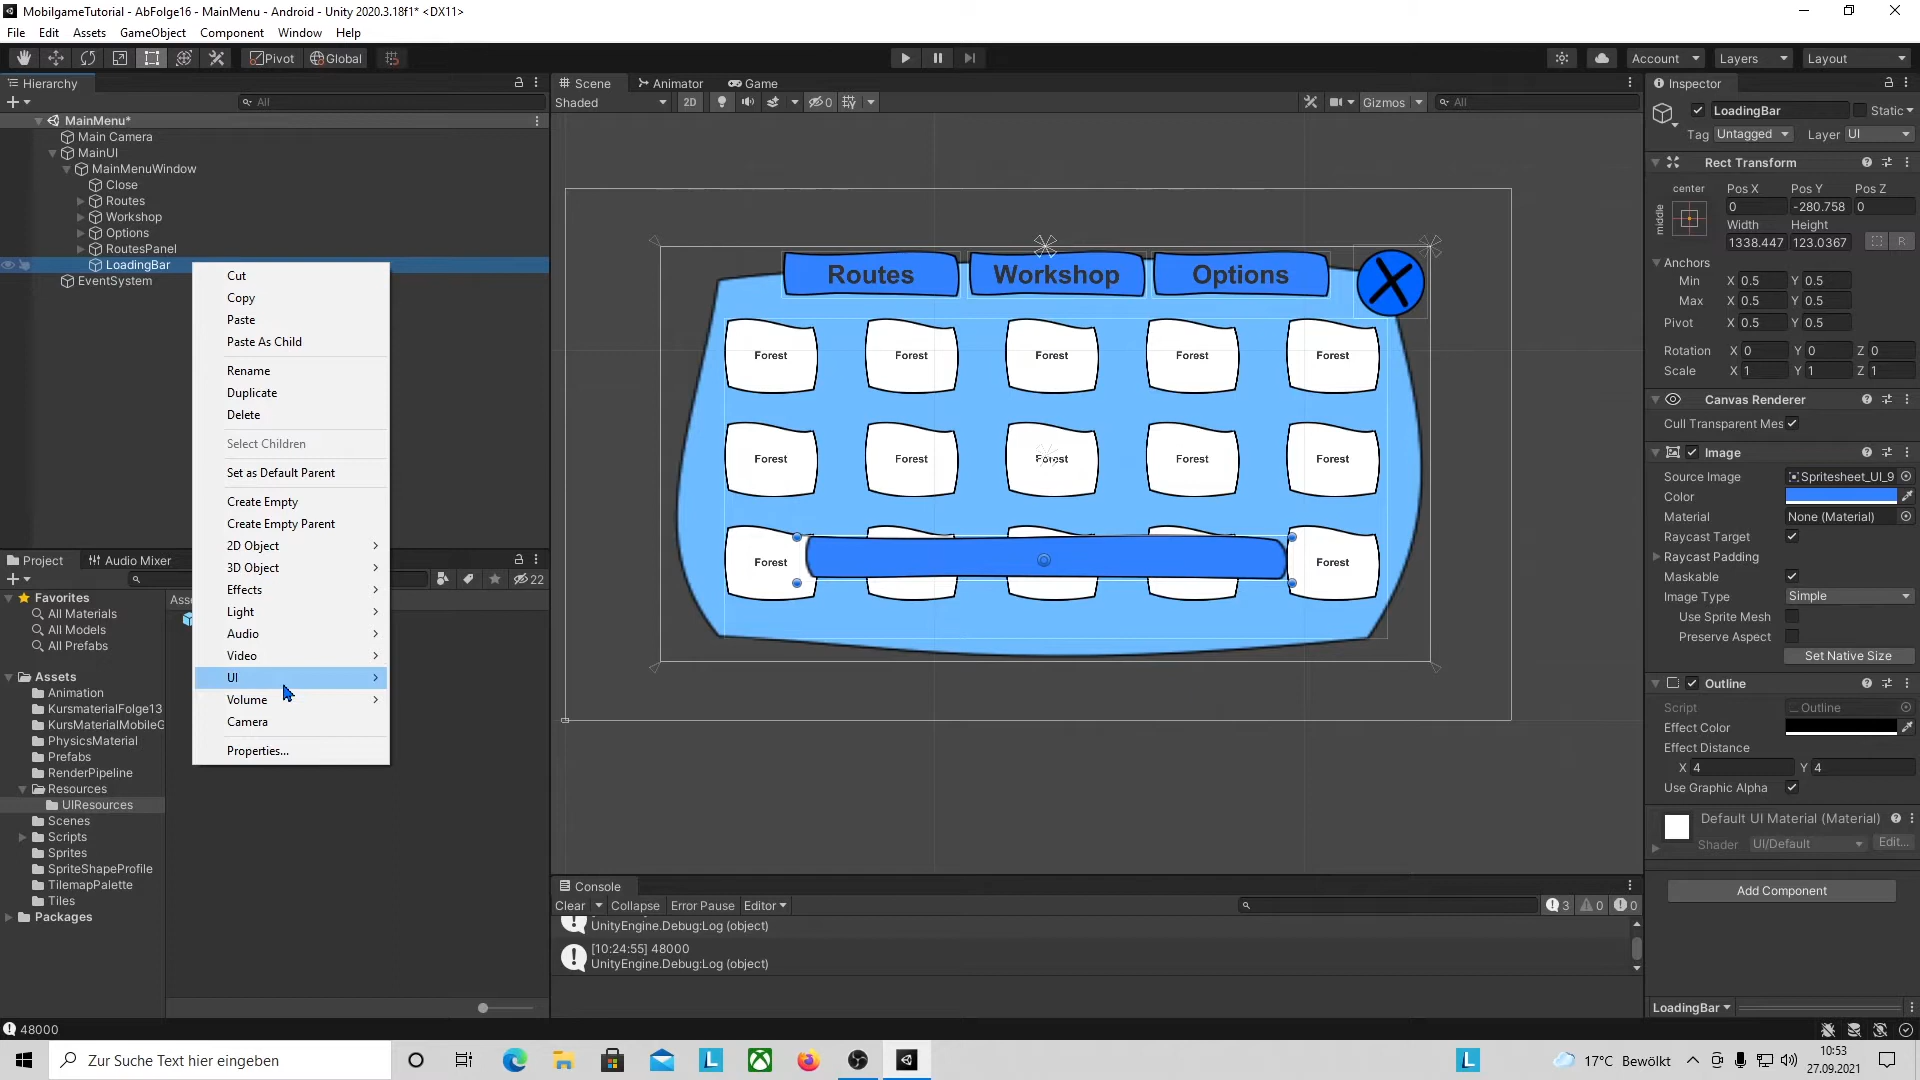 MobilgameTutorial - AbFolge16 - MainMenu - Android - Unity 2020.3.18f1* <DX11>
File Edit Assets GameObject Component Window Help
Pivot Global Account Layers Layout
Hierarchy
All
MainMenu*
Main Camera
MainUI
MainMenuWindow
Close
Routes
Workshop
Options
RoutesPanel
LoadingBar
EventSystem
Cut
Copy
Paste
Paste As Child
Rename
Duplicate
Delete
Select Children
Set as Default Parent
Create Empty
Create Empty Parent
2D Object
3D Object
Effects
Light
Audio
Video
UI
Volume
Camera
Properties...
Project Audio Mixer
22
Favorites
All Materials
All Models
All Prefabs
Assets
Animation
KursmaterialFolge13
KursMaterialMobileG
PhysicsMaterial
Prefabs
RenderPipeline
Resources
UIResources
Scenes
Scripts
Sprites
SpriteShapeProfile
TilemapPalette
Tiles
Packages
Asse
Scene Animator Game
Shaded 2D 0 Gizmos All
Routes Workshop Options
Forest Forest Forest Forest Forest
Forest Forest Forest Forest Forest
Forest Forest
Console
Clear Collapse Error Pause Editor 3 0 0
UnityEngine.Debug:Log (object)
[10:24:55] 48000
UnityEngine.Debug:Log (object)
Inspector
LoadingBar Static
Tag Untagged Layer UI
Rect Transform
center Pos X Pos Y Pos Z
middle 0 -280.758 0
Width Height
1338.447 123.0367 R
Anchors
Min X 0.5 Y 0.5
Max X 0.5 Y 0.5
Pivot X 0.5 Y 0.5
Rotation X 0 Y 0 Z 0
Scale X 1 Y 1 Z 1
Canvas Renderer
Cull Transparent Mes
Image
Source Image Spritesheet_UI_9
Color
Material None (Material)
Raycast Target
Raycast Padding
Maskable
Image Type Simple
Use Sprite Mesh
Preserve Aspect
Set Native Size
Outline
Script Outline
Effect Color
Effect Distance
X 4 Y 4
Use Graphic Alpha
Default UI Material (Material)
Shader UI/Default Edit...
Add Component
LoadingBar
48000
Zur Suche Text hier eingeben
L
L
17°C Bewölkt
10:53
27.09.2021